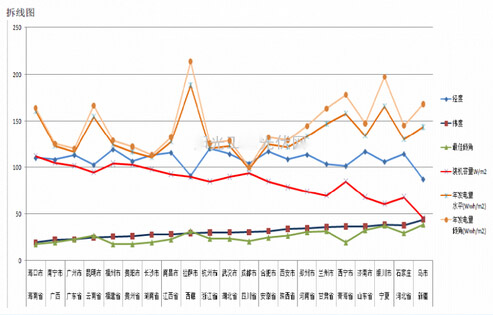 拆线图
250
200
150
100
50
0
海口市 南宁市 广州市 昆明市 福州市 贵阳市 长沙市 南昌市 拉萨市 杭州市 武汉市 成都市 合肥市 西安市 郑州市 兰州市 西宁市 济南市 银川市 石家庄 乌市
海南省 广西 广东省 云南省 福建省 贵州省 湖南省 江西省 西藏 浙江省 湖北省 四川省 安徽省 陕西省 河南省 甘肃省 青海省 山东省 宁夏 河北省 新疆
经度
纬度
最佳倾角
装机容量W/m2
年发电量
水平(Kwh/m2)
年发电量
倾角(Kwh/m2)